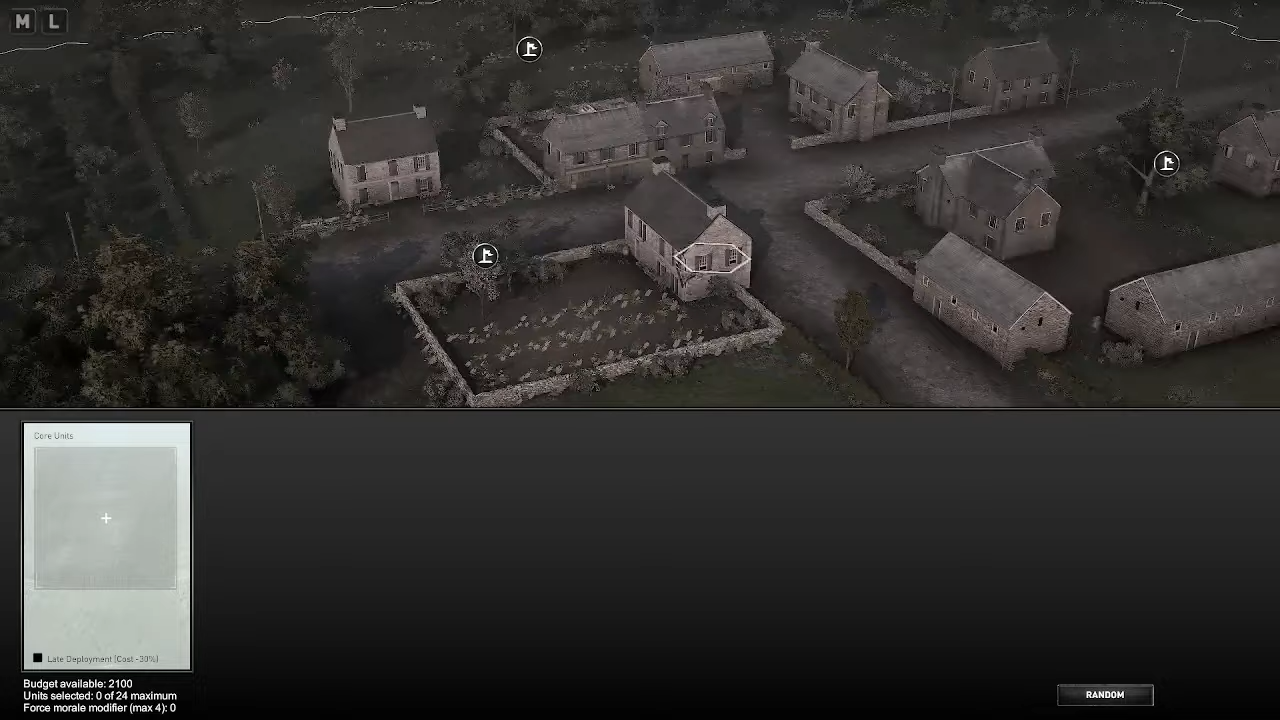 M L
Core Units
+
Late Deployment (Cost -30%)
Budget available: 2100
Units selected: 0 of 24 maximum
Force morale modifier (max 4): 0
RANDOM